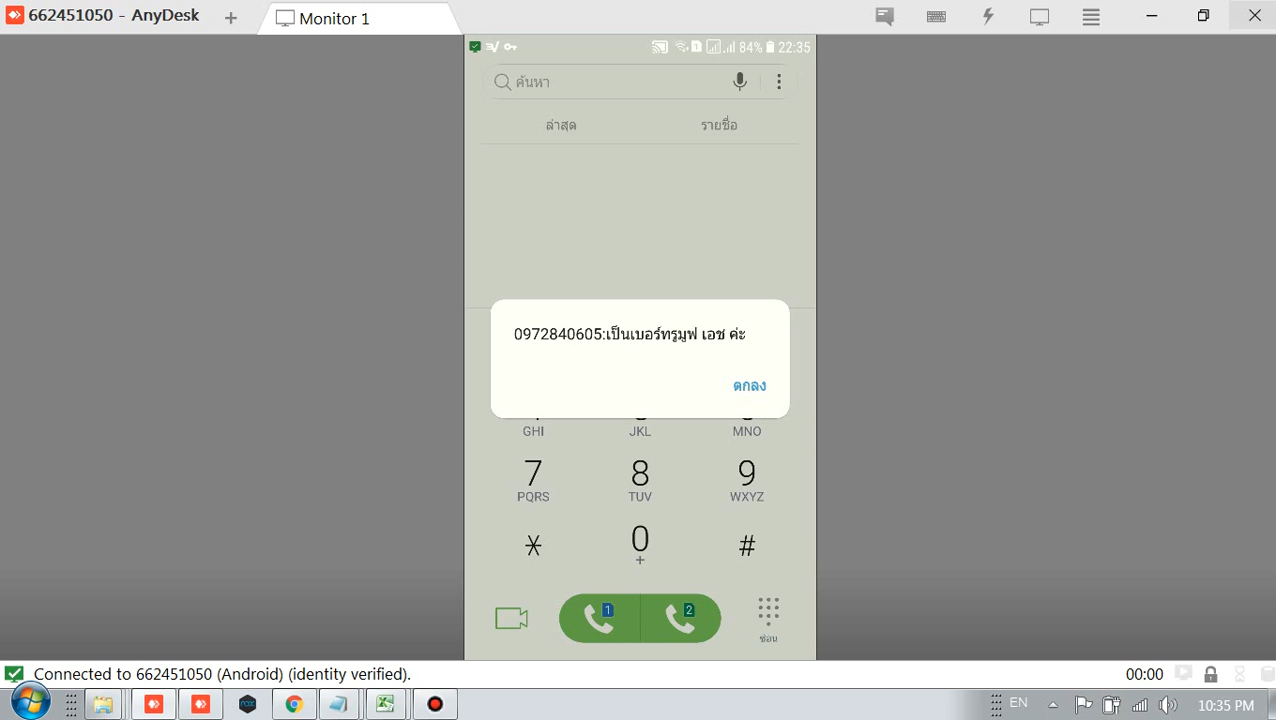 662451050 - AnyDesk
Monitor 1
84% 22:35
ค้นหา
ล่าสุด
รายชื่อ
0972840605:เป็นเบอร์ทรูมูฟ เอช ค่ะ
ตกลง
GHI JKL MNO
7 8 9
PQRS TUV WXYZ
* 0 #
+
1 2
ซ่อน
Connected to 662451050 (Android) (identity verified).
00:00
EN
10:35 PM